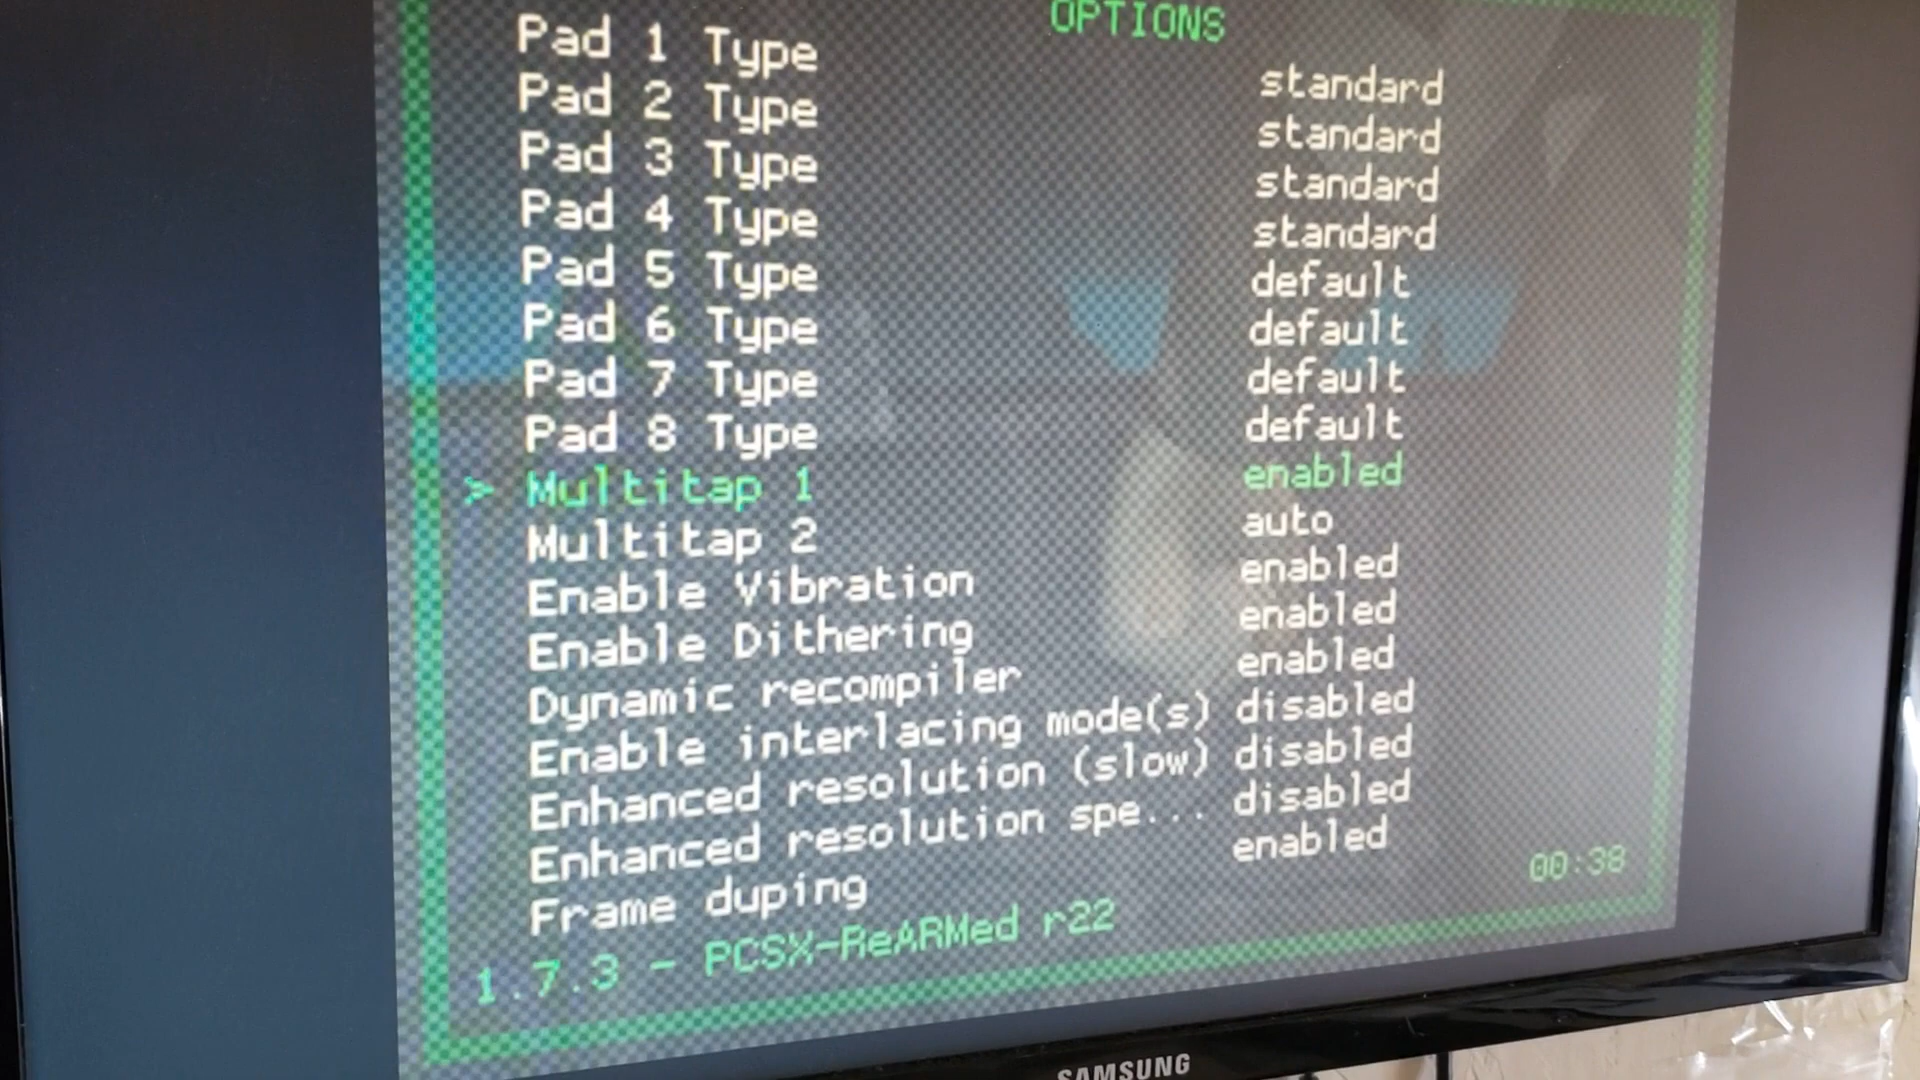 OPTIONS
Pad 1 Type standard
Pad 2 Type standard
Pad 3 Type standard
Pad 4 Type standard
Pad 5 Type default
Pad 6 Type default
Pad 7 Type default
Pad 8 Type default
> Multitap 1 enabled
Multitap 2 auto
Enable Vibration enabled
Enable Dithering enabled
Dynamic recompiler enabled
Enable interlacing mode(s) disabled
Enhanced resolution (slow) disabled
Enhanced resolution spe... disabled
Frame duping enabled
00:38
1.7.3 - PCSX-ReARMed r22
SAMSUNG